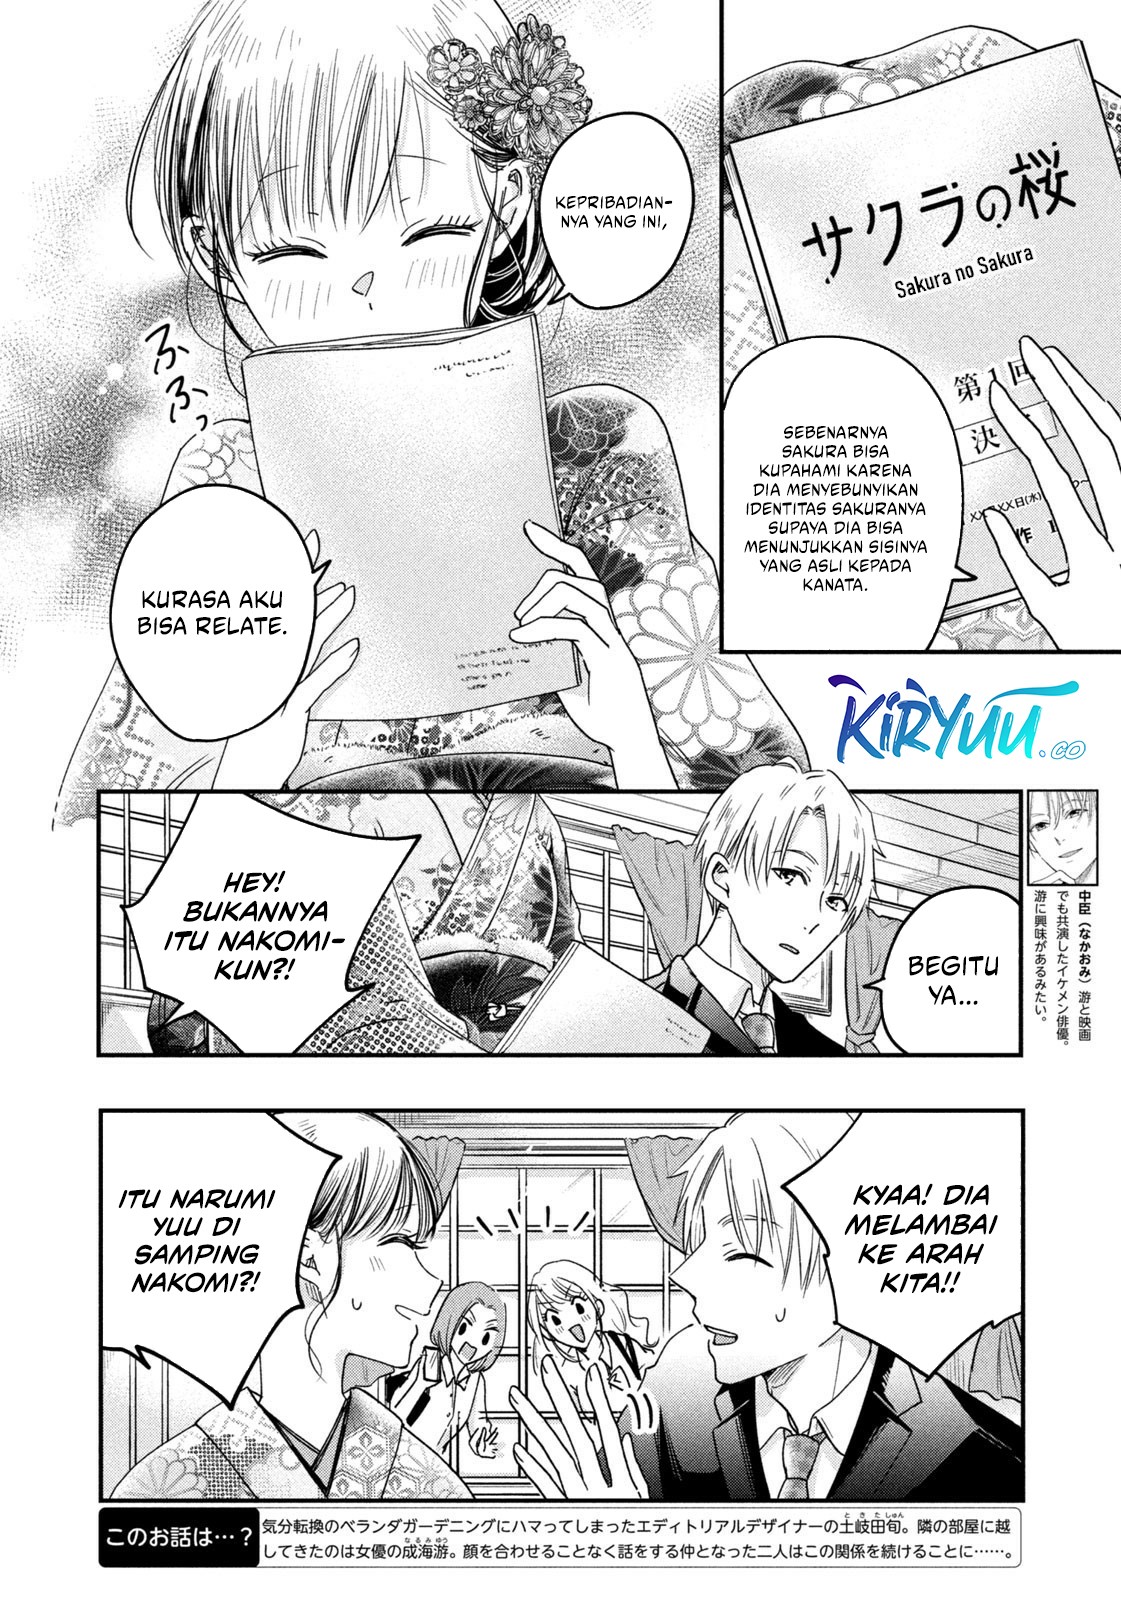 サクラの桜
Sakura no Sakura
第1回
決
XX月XX日(水)
作
SEBENARNYA
SAKURA BISA
KUPAHAMI KARENA
DIA MENYEBUNYIKAN
IDENTITAS SAKURANYA
SUPAYA DIA BISA
MENUNJUKKAN SISINYA
YANG ASLI KEPADA
KANATA.
KEPRIBADIAN-
NYA YANG INI,
ふふっ
KURASA AKU
BISA RELATE.
KIRYUU.CO
BEGITU
YA...
HEY!
BUKANNYA
ITU NAKOMI-
KUN?!
中臣（なかおみ）游と映画
でも共演したイケメン俳優。
游に興味があるみたい。
KYAA! DIA
MELAMBAI
KE ARAH
KITA!!
ITU NARUMI
YUU DI
SAMPING
NAKOMI?!
このお話は…？
気分転換のベランダガーデニングにハマってしまったエディトリアルデザイナーの土岐田旬。隣の部屋に越
してきたのは女優の成海游。顔を合わせることなく話をする仲となった二人はこの関係を続けることに……。